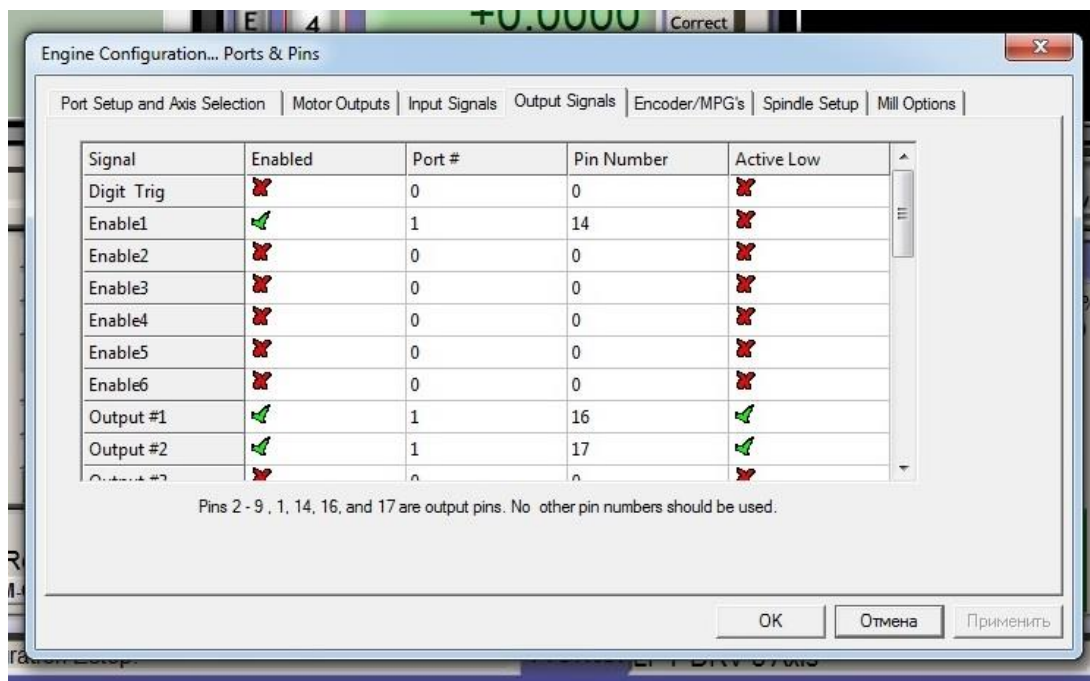 E 4 +0.0000 Correct
Engine Configuration... Ports & Pins
Port Setup and Axis Selection Motor Outputs Input Signals Output Signals Encoder/MPG's Spindle Setup Mill Options
Signal Enabled Port # Pin Number Active Low
Digit Trig 0 0
Enable1 1 14
Enable2 0 0
Enable3 0 0
Enable4 0 0
Enable5 0 0
Enable6 0 0
Output #1 1 16
Output #2 1 17
Pins 2 - 9 , 1, 14, 16, and 17 are output pins. No other pin numbers should be used.
OK Отмена Применить